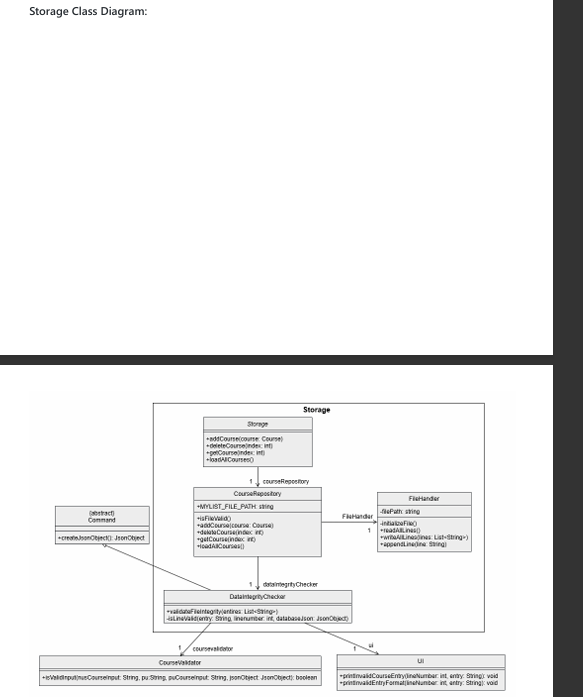 Storage Class Diagram:
Storage
Storage
+addCourse(course: Course)
+deleteCourse(index: int)
+getCourse(index: int)
+loadAllCourses()
1 courseRepository
CourseRepository
+MYLIST_FILE_PATH: string
+isFileValid()
+addCourse(course: Course)
+deleteCourse(index: int)
+getCourse(index: int)
+loadAllCourses()
FileHandler
1
FileHandler
-filePath: string
-initializeFile()
+readAllLines()
+writeAllLines(lines: List<String>)
+appendLine(line: String)
{abstract}
Command
+createJsonObject(): JsonObject
1 dataIntegrityChecker
DataIntegrityChecker
+validateFileIntegrity(entires: List<String>)
-isLineValid(entry: String, linenumber: int, databaseJson: JsonObject)
1 coursevalidator
1 ui
CourseValidator
+isValidInput(nusCourseInput: String, pu:String, puCourseInput: String, jsonObject: JsonObject): boolean
UI
+printInvalidCourseEntry(lineNumber: int, entry: String): void
+printInvalidEntryFormat(lineNumber: int, entry: String): void